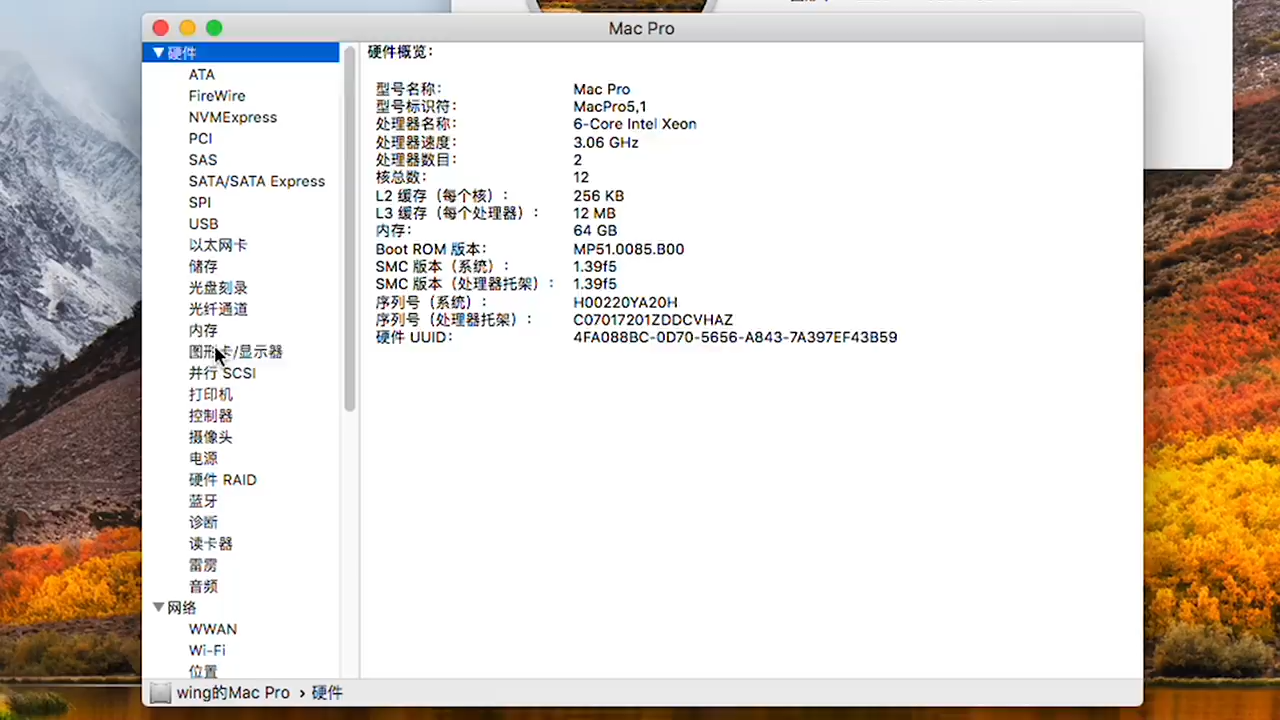 Mac Pro
硬件
ATA
FireWire
NVMExpress
PCI
SAS
SATA/SATA Express
SPI
USB
以太网卡
储存
光盘刻录
光纤通道
内存
图形卡/显示器
并行 SCSI
打印机
控制器
摄像头
电源
硬件 RAID
蓝牙
诊断
读卡器
雷雳
音频
网络
WWAN
Wi-Fi
位置
硬件概览：
型号名称： Mac Pro
型号标识符： MacPro5,1
处理器名称： 6-Core Intel Xeon
处理器速度： 3.06 GHz
处理器数目： 2
核总数： 12
L2 缓存（每个核）： 256 KB
L3 缓存（每个处理器）： 12 MB
内存： 64 GB
Boot ROM 版本： MP51.0085.B00
SMC 版本（系统）： 1.39f5
SMC 版本（处理器托架）： 1.39f5
序列号（系统）： H00220YA20H
序列号（处理器托架）： C07017201ZDDCVHAZ
硬件 UUID： 4FA088BC-0D70-5656-A843-7A397EF43B59
wing的Mac Pro › 硬件